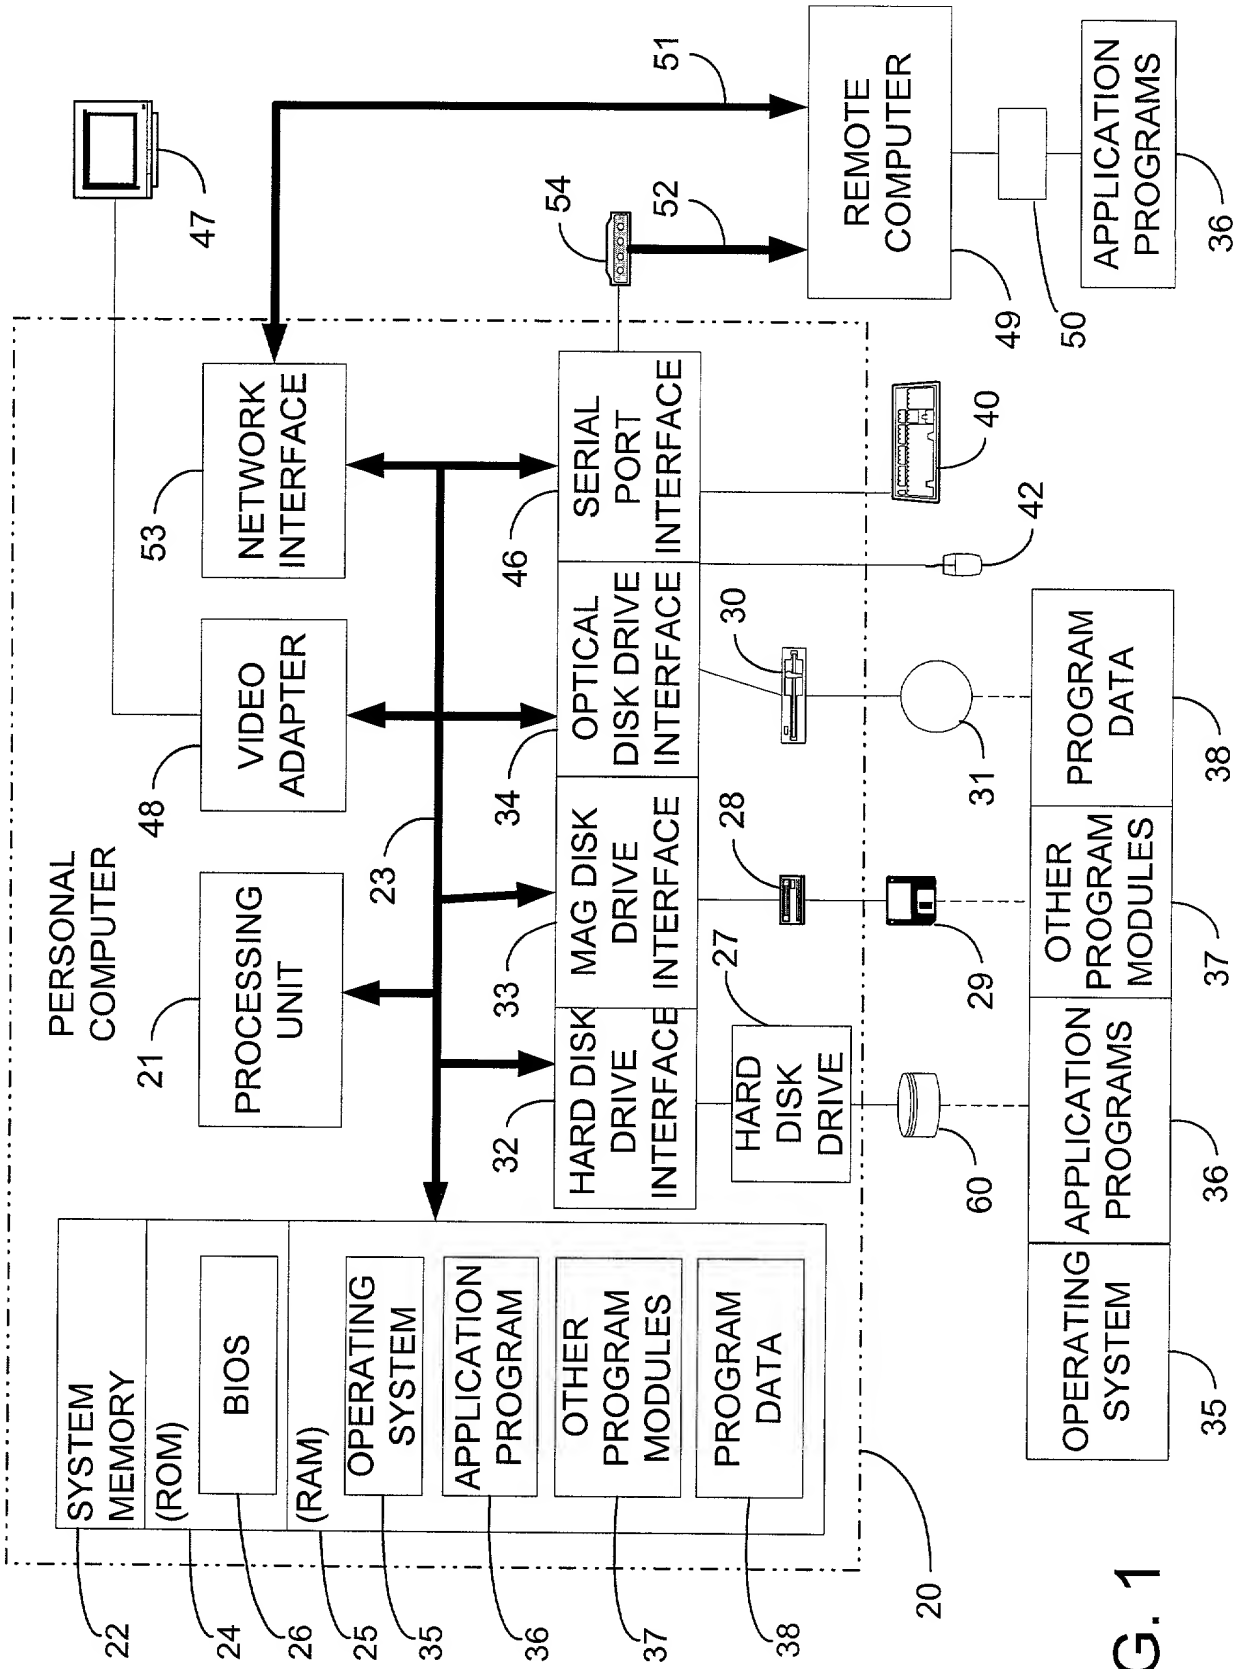 PERSONAL
COMPUTER
SYSTEM
MEMORY
(ROM)
BIOS
(RAM)
OPERATING
SYSTEM
APPLICATION
PROGRAM
OTHER
PROGRAM
MODULES
PROGRAM
DATA
22
24
26
25
35
36
37
38
20
21
PROCESSING
UNIT
48
VIDEO
ADAPTER
53
NETWORK
INTERFACE
47
23
32
HARD DISK
DRIVE
INTERFACE
33
MAG DISK
DRIVE
INTERFACE
34
OPTICAL
DISK DRIVE
INTERFACE
46
SERIAL
PORT
INTERFACE
54
52
51
27
HARD
DISK
DRIVE
28
30
60
29
31
42
40
REMOTE
COMPUTER
49
50
APPLICATION
PROGRAMS
36
OPERATING
SYSTEM
APPLICATION
PROGRAMS
OTHER
PROGRAM
MODULES
PROGRAM
DATA
35
36
37
38
G. 1